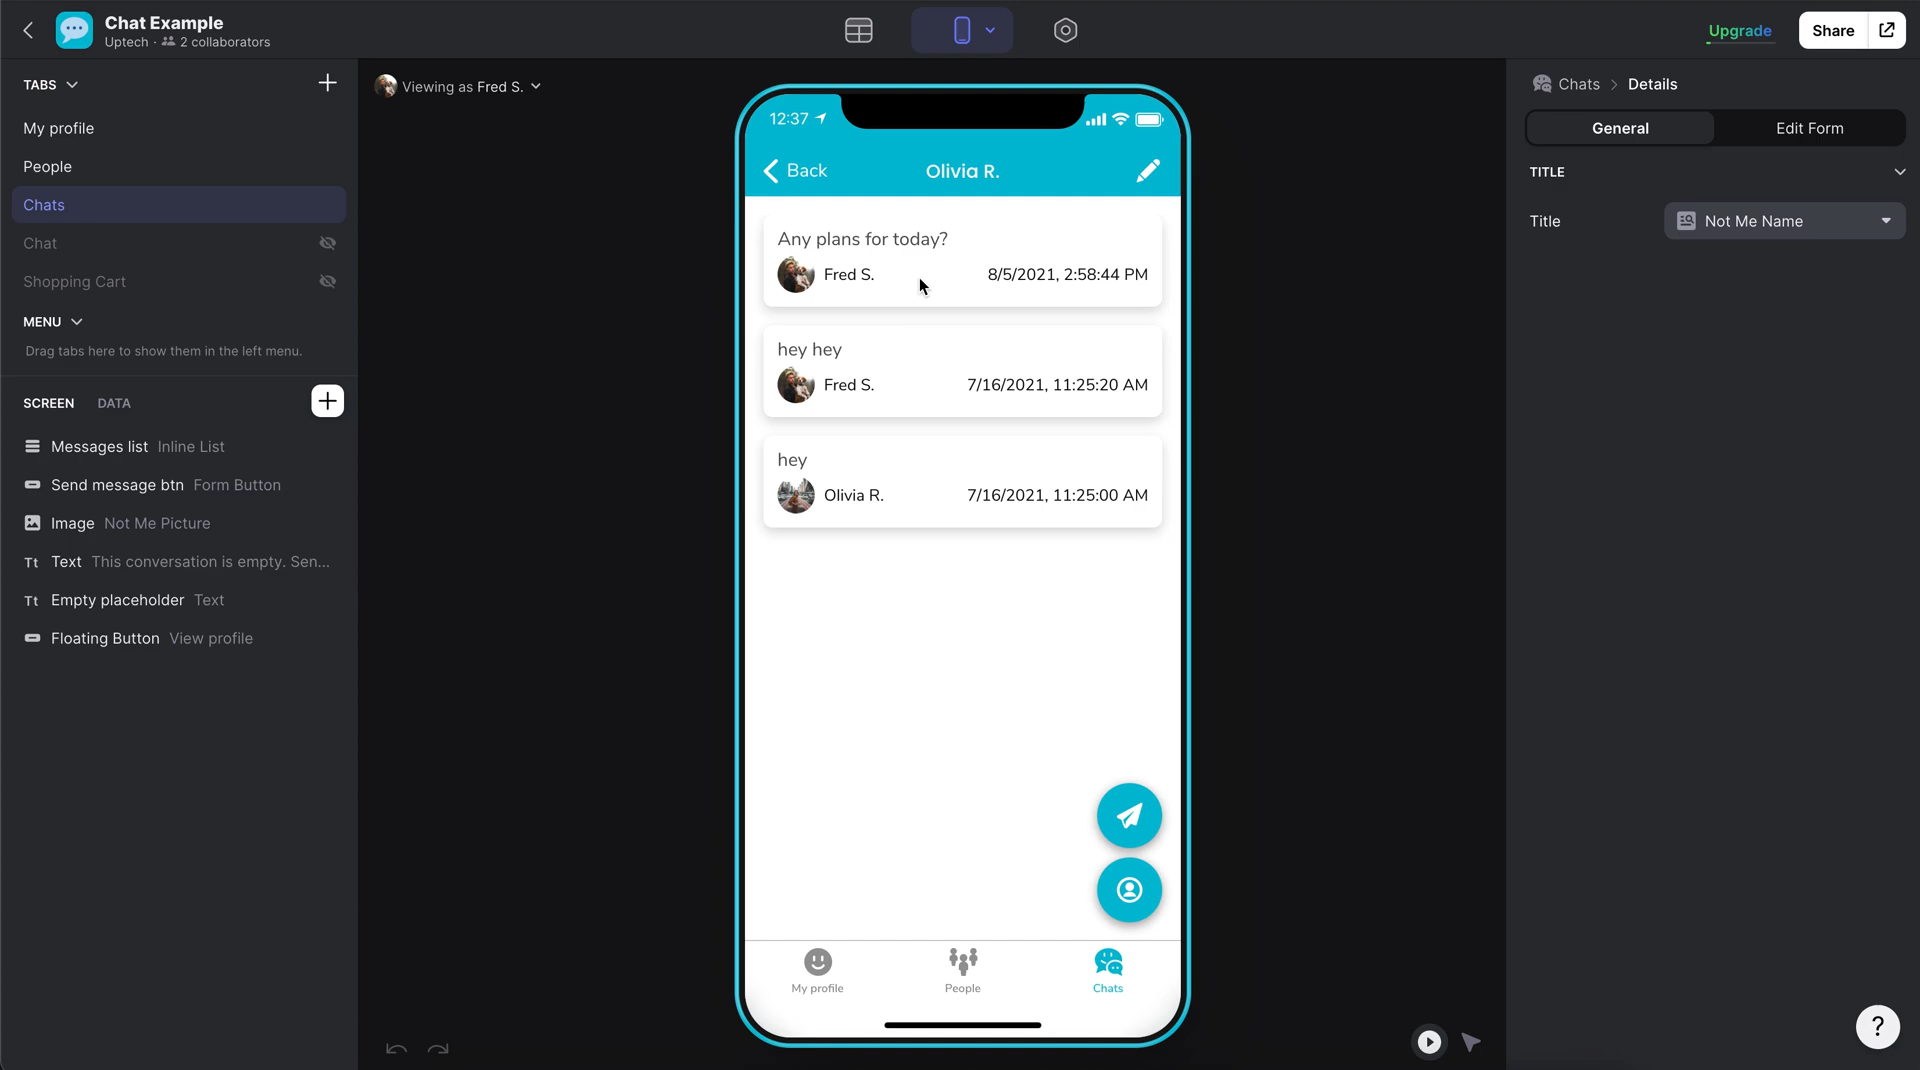 Chat Example
Uptech · 2 collaborators
Upgrade
Share
TABS
My profile
People
Chats
Chat
Shopping Cart
MENU
Drag tabs here to show them in the left menu.
SCREEN DATA
Messages list Inline List
Send message btn Form Button
Image Not Me Picture
Tt Text This conversation is empty. Sen...
Tt Empty placeholder Text
Floating Button View profile
Viewing as Fred S.
12:37
Back Olivia R.
Any plans for today?
Fred S. 8/5/2021, 2:58:44 PM
hey hey
Fred S. 7/16/2021, 11:25:20 AM
hey
Olivia R. 7/16/2021, 11:25:00 AM
My profile People Chats
Chats > Details
General Edit Form
TITLE
Title Not Me Name
?